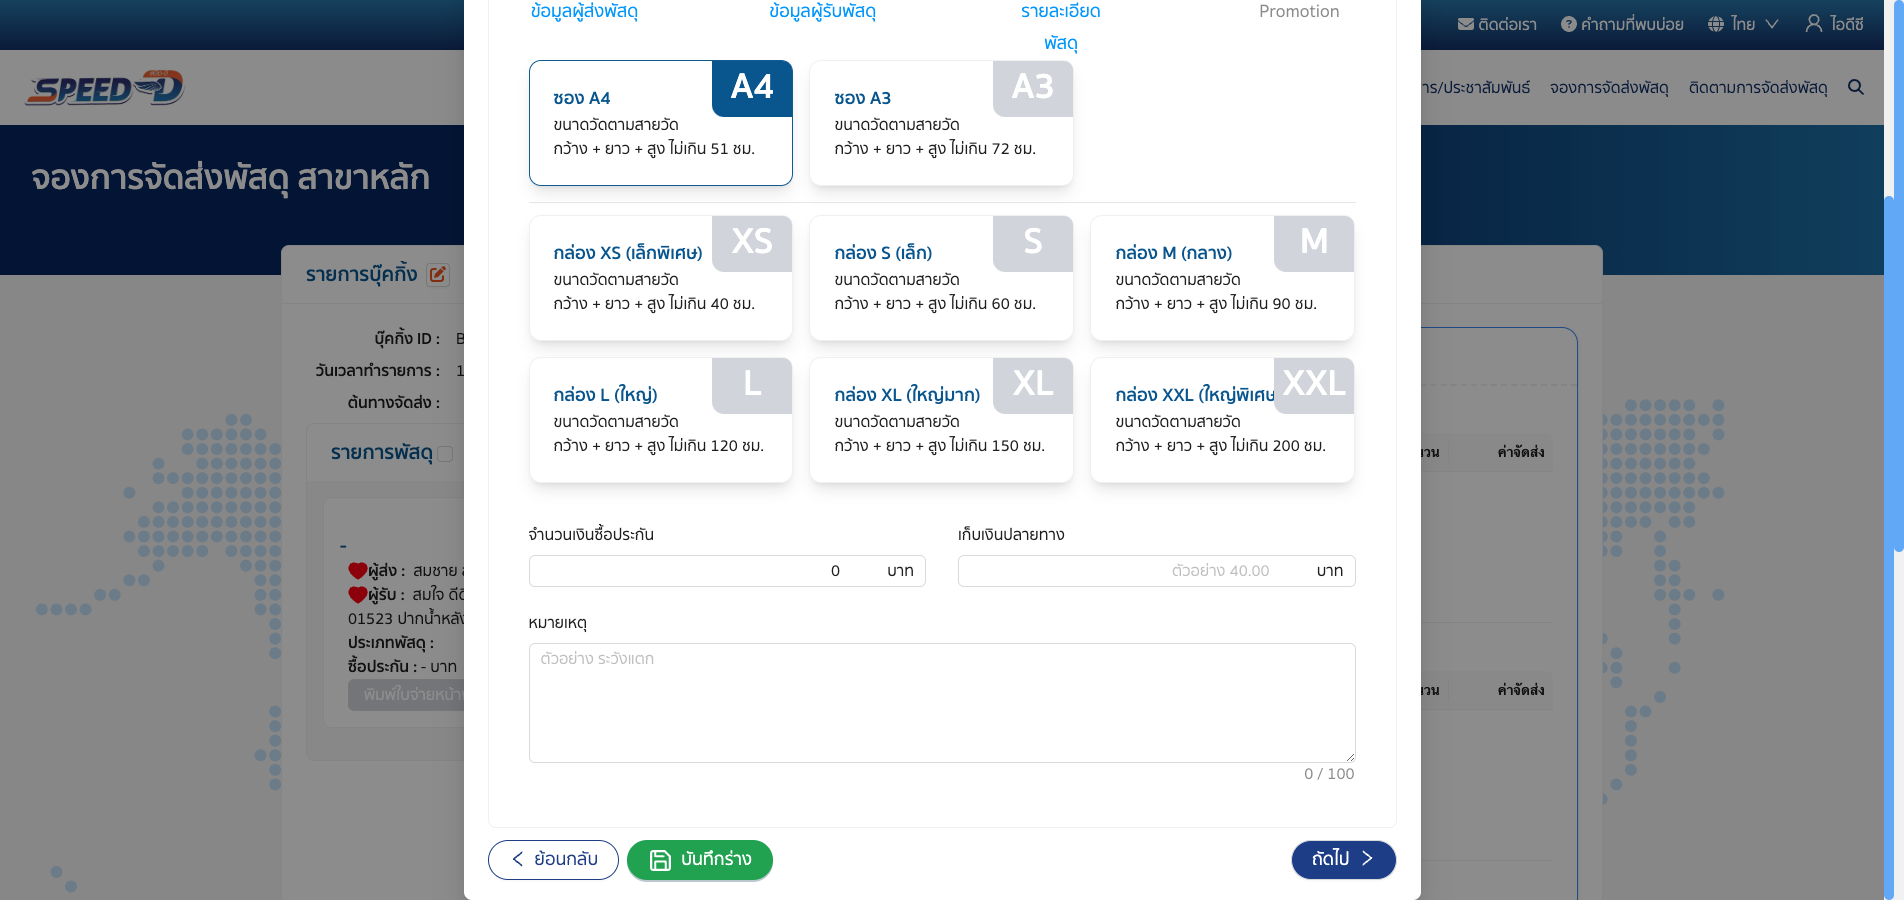 ข้อมูลผู้ส่งพัสดุ
ข้อมูลผู้รับพัสดุ
รายละเอียด
พัสดุ
Promotion
ติดต่อเรา
คำถามที่พบบ่อย
ไทย
ไอดีซี
SPEED-D
าร/ประชาสัมพันธ์
จองการจัดส่งพัสดุ
ติดตามการจัดส่งพัสดุ
จองการจัดส่งพัสดุ สาขาหลัก
ซอง A4
A4
ขนาดวัดตามสายวัด
กว้าง + ยาว + สูง ไม่เกิน 51 ซม.
ซอง A3
A3
ขนาดวัดตามสายวัด
กว้าง + ยาว + สูง ไม่เกิน 72 ซม.
กล่อง XS (เล็กพิเศษ)
XS
ขนาดวัดตามสายวัด
กว้าง + ยาว + สูง ไม่เกิน 40 ซม.
กล่อง S (เล็ก)
S
ขนาดวัดตามสายวัด
กว้าง + ยาว + สูง ไม่เกิน 60 ซม.
กล่อง M (กลาง)
M
ขนาดวัดตามสายวัด
กว้าง + ยาว + สูง ไม่เกิน 90 ซม.
กล่อง L (ใหญ่)
L
ขนาดวัดตามสายวัด
กว้าง + ยาว + สูง ไม่เกิน 120 ซม.
กล่อง XL (ใหญ่มาก)
XL
ขนาดวัดตามสายวัด
กว้าง + ยาว + สูง ไม่เกิน 150 ซม.
กล่อง XXL (ใหญ่พิเศษ
XXL
ขนาดวัดตามสายวัด
กว้าง + ยาว + สูง ไม่เกิน 200 ซม.
รายการบุ๊คกิ้ง
บุ๊คกิ้ง ID : B
วันเวลาทำรายการ : 1
ต้นทางจัดส่ง :
รายการพัสดุ
-
ผู้ส่ง : สมชาย
ผู้รับ : สมใจ ดีดี
01523 ปากน้ำหลัง
ประเภทพัสดุ :
ซื้อประกัน : - บาท
พิมพ์ใบจ่ายหน้า
ค่าจัดส่ง
ค่าจัดส่ง
จำนวนเงินซื้อประกัน
0 บาท
เก็บเงินปลายทาง
ตัวอย่าง 40.00 บาท
หมายเหตุ
ตัวอย่าง ระวังแตก
0 / 100
ย้อนกลับ
บันทึกร่าง
ถัดไป